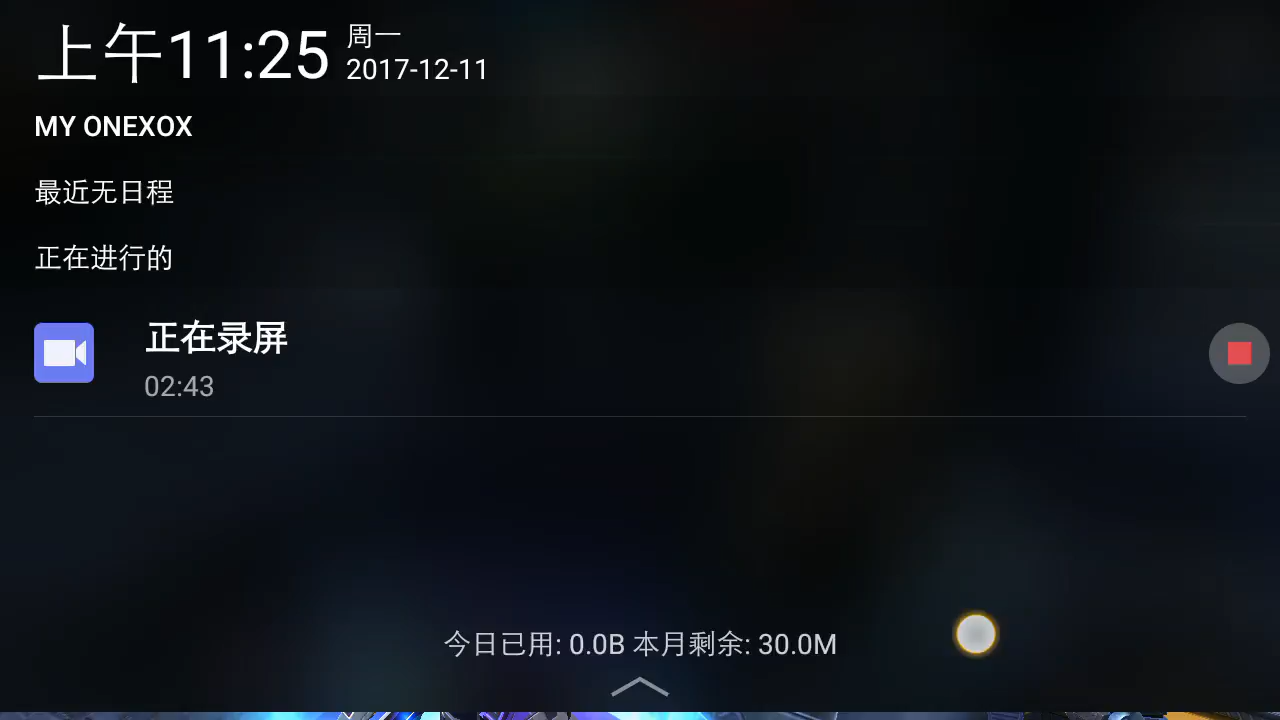 上午11:25
周一
2017-12-11
MY ONEXOX
最近无日程
正在进行的
正在录屏
02:43
今日已用: 0.0B 本月剩余: 30.0M